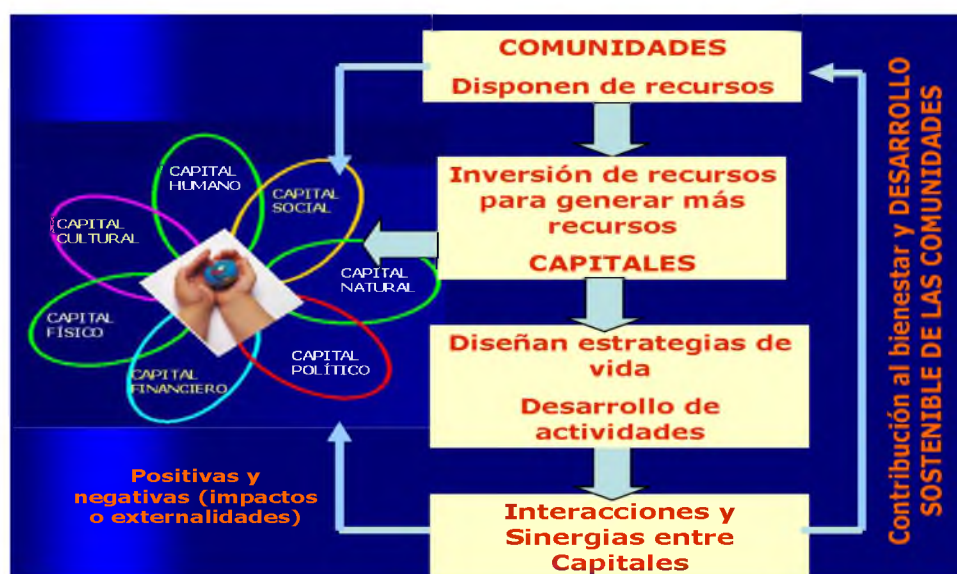 COMUNIDADES
Disponen de recursos
Inversión de recursos
para generar más
recursos
CAPITALES
Diseñan estrategias de
vida
Desarrollo de
actividades
Interacciones y
Sinergias entre
Capitales
CAPITAL
HUMANO
CAPITAL
SOCIAL
CAPITAL
CULTURAL
CAPITAL
NATURAL
CAPITAL
FÍSICO
CAPITAL
POLÍTICO
CAPITAL
FINANCIERO
Positivas y
negativas (impactos
o externalidades)
Contribución al bienestar y DESARROLLO
SOSTENIBLE DE LAS COMUNIDADES